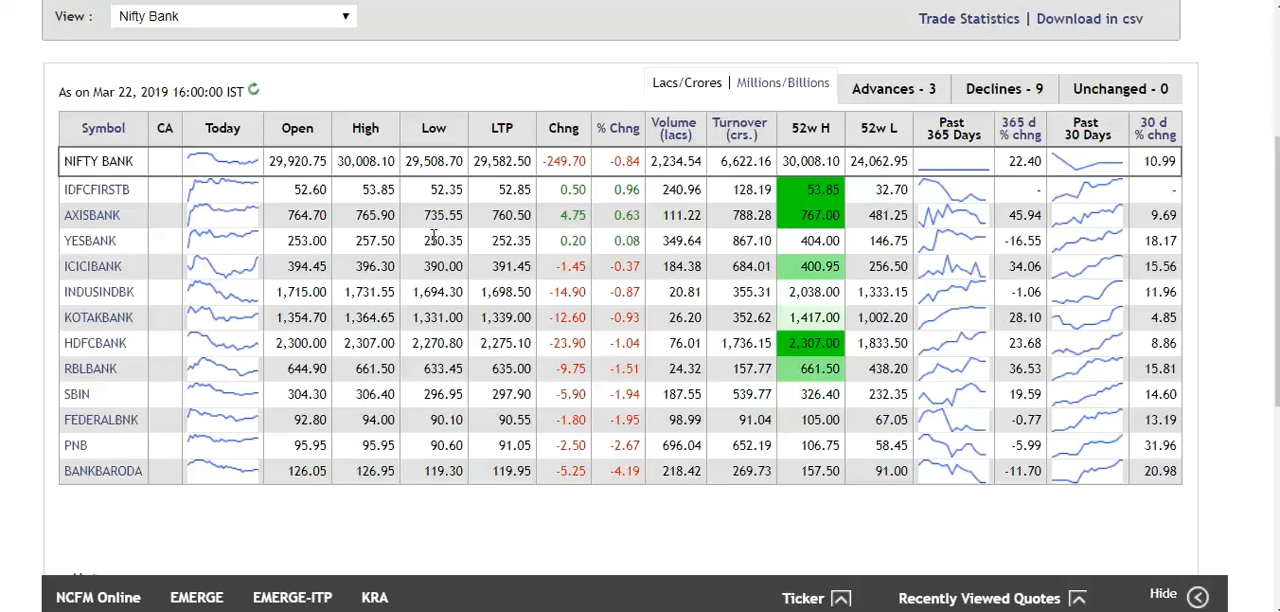 View : Nifty Bank ▼ Trade Statistics | Download in csv
As on Mar 22, 2019 16:00:00 IST Lacs/Crores | Millions/Billions Advances - 3 Declines - 9 Unchanged - 0
Symbol CA Today Open High Low LTP Chng % Chng Volume (lacs) Turnover (crs.) 52w H 52w L Past 365 Days 365 d % chng Past 30 Days 30 d % chng
NIFTY BANK 29,920.75 30,008.10 29,508.70 29,582.50 -249.70 -0.84 2,234.54 6,622.16 30,008.10 24,062.95 22.40 10.99
IDFCFIRSTB 52.60 53.85 52.35 52.85 0.50 0.96 240.96 128.19 53.85 32.70 - -
AXISBANK 764.70 765.90 735.55 760.50 4.75 0.63 111.22 788.28 767.00 481.25 45.94 9.69
YESBANK 253.00 257.50 250.35 252.35 0.20 0.08 349.64 867.10 404.00 146.75 -16.55 18.17
ICICIBANK 394.45 396.30 390.00 391.45 -1.45 -0.37 184.38 684.01 400.95 256.50 34.06 15.56
INDUSINDBK 1,715.00 1,731.55 1,694.30 1,698.50 -14.90 -0.87 20.81 355.31 2,038.00 1,333.15 -1.06 11.96
KOTAKBANK 1,354.70 1,364.65 1,331.00 1,339.00 -12.60 -0.93 26.20 352.62 1,417.00 1,002.20 28.10 4.85
HDFCBANK 2,300.00 2,307.00 2,270.80 2,275.10 -23.90 -1.04 76.01 1,736.15 2,307.00 1,833.50 23.68 8.86
RBLBANK 644.90 661.50 633.45 635.00 -9.75 -1.51 24.32 157.77 661.50 438.20 36.53 15.81
SBIN 304.30 306.40 296.95 297.90 -5.90 -1.94 187.55 539.77 326.40 232.35 19.59 14.60
FEDERALBNK 92.80 94.00 90.10 90.55 -1.80 -1.95 98.99 91.04 105.00 67.05 -0.77 13.19
PNB 95.95 95.95 90.60 91.05 -2.50 -2.67 696.04 652.19 106.75 58.45 -5.99 31.96
BANKBARODA 126.05 126.95 119.30 119.95 -5.25 -4.19 218.42 269.73 157.50 91.00 -11.70 20.98
NCFM Online EMERGE EMERGE-ITP KRA Ticker Recently Viewed Quotes Hide